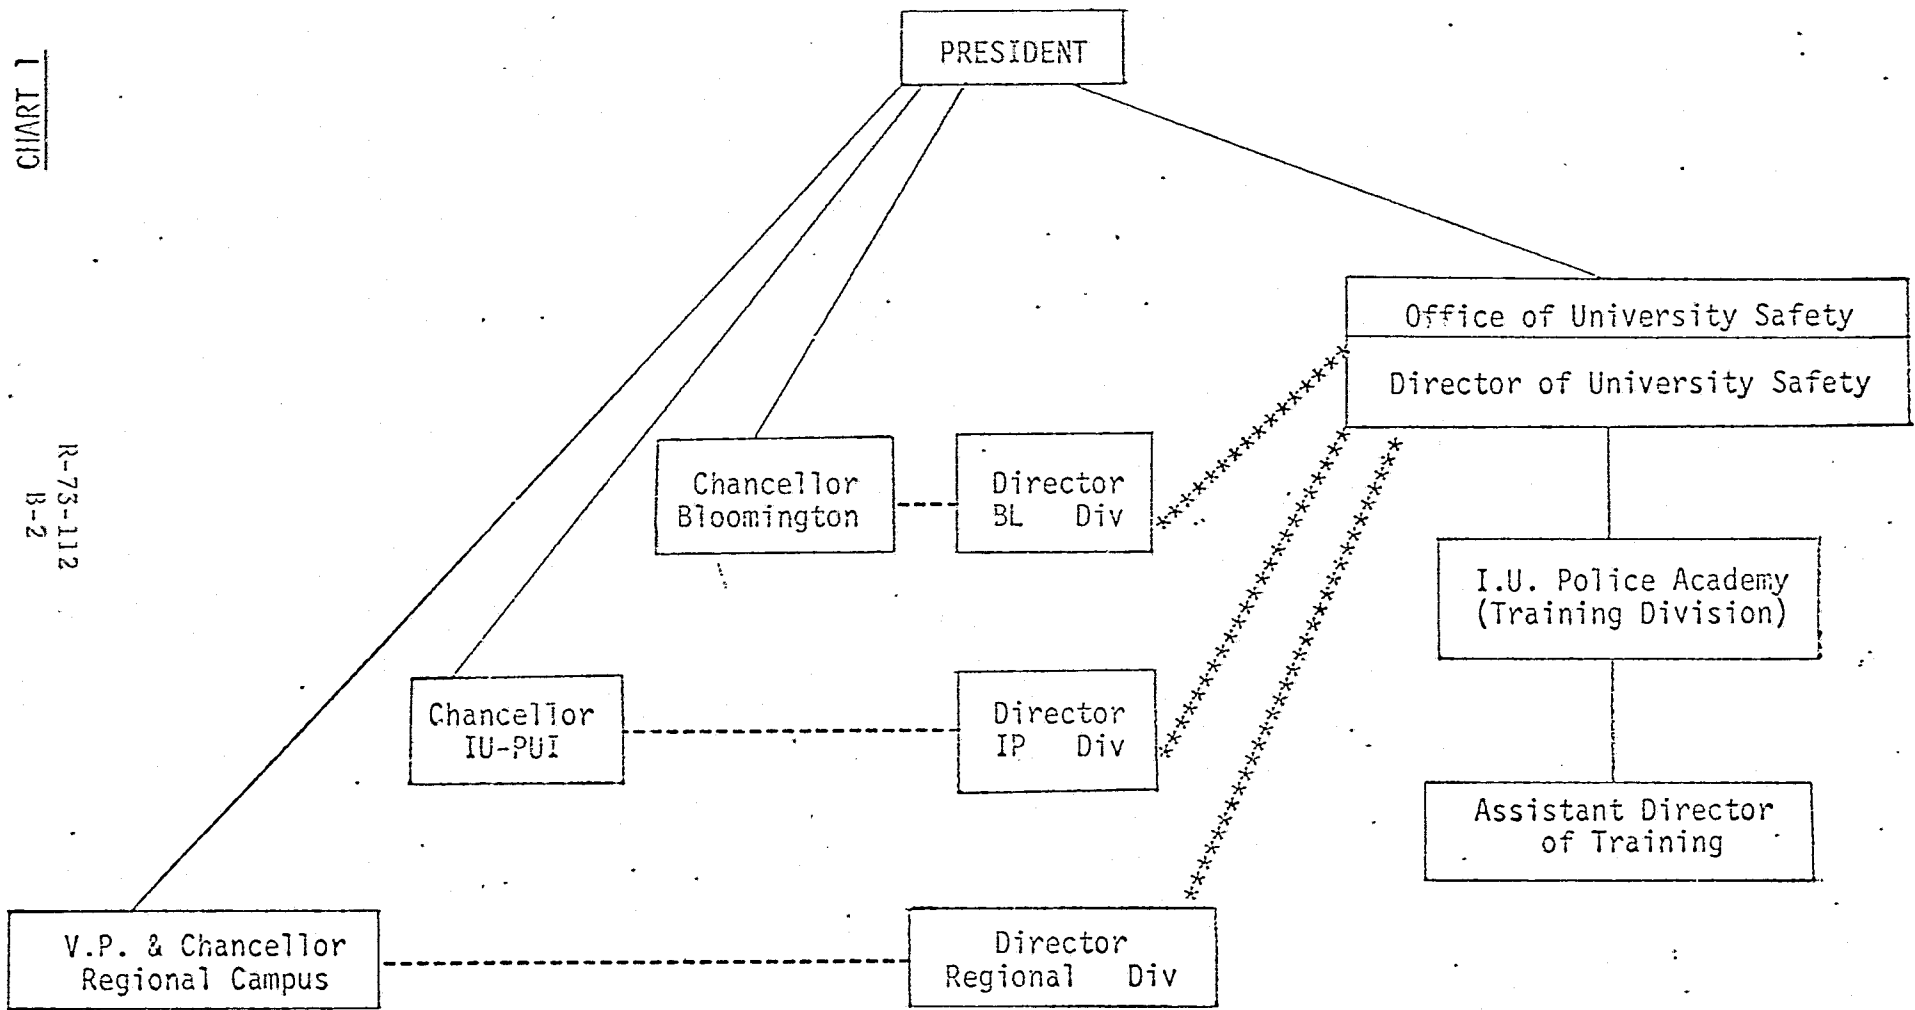 CHART 1
R-73-112
B-2
PRESIDENT
Office of University Safety
Director of University Safety
Chancellor
Bloomington
Director
BL Div
I.U. Police Academy
(Training Division)
Chancellor
IU-PUI
Director
IP Div
Assistant Director
of Training
V.P. & Chancellor
Regional Campus
Director
Regional Div